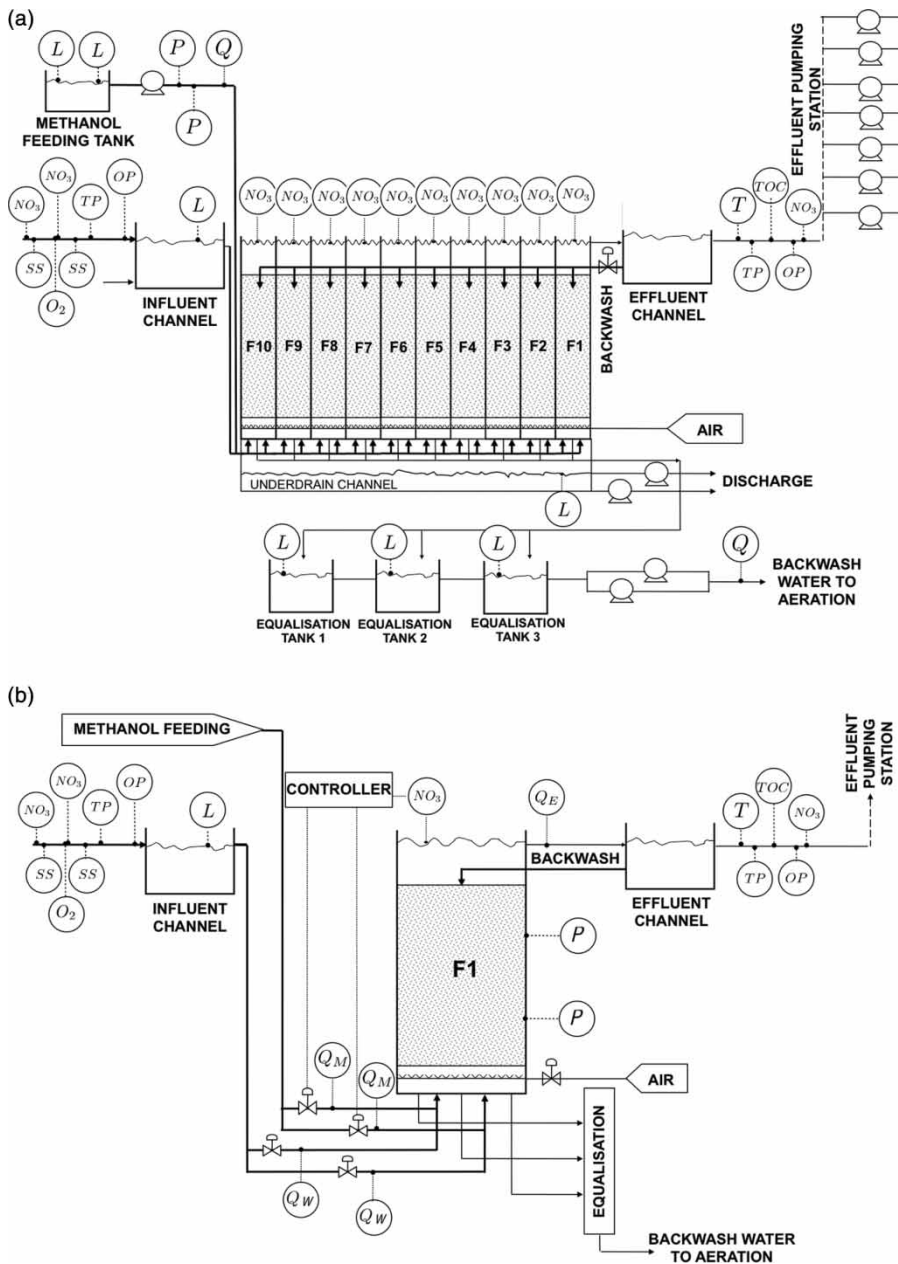 (a)
L L P Q
P
METHANOL
FEEDING TANK
EFFLUENT PUMPING
STATION
NO3 NO3 TP OP L
SS O2 SS
INFLUENT
CHANNEL
NO3 NO3 NO3 NO3 NO3 NO3 NO3 NO3 NO3 NO3
T TOC NO3
TP OP
EFFLUENT
CHANNEL
BACKWASH
F10 F9 F8 F7 F6 F5 F4 F3 F2 F1
AIR
UNDERDRAIN CHANNEL
L
DISCHARGE
L L L Q
BACKWASH
WATER TO
AERATION
EQUALISATION
TANK 1
EQUALISATION
TANK 2
EQUALISATION
TANK 3
(b)
METHANOL FEEDING
EFFLUENT
PUMPING
STATION
NO3 NO3 TP OP L
SS O2 SS
INFLUENT
CHANNEL
CONTROLLER
NO3
QE
BACKWASH
T TOC NO3
TP OP
EFFLUENT
CHANNEL
P
F1
P
QM
QM
AIR
QW
QW
EQUALISATION
BACKWASH WATER
TO AERATION